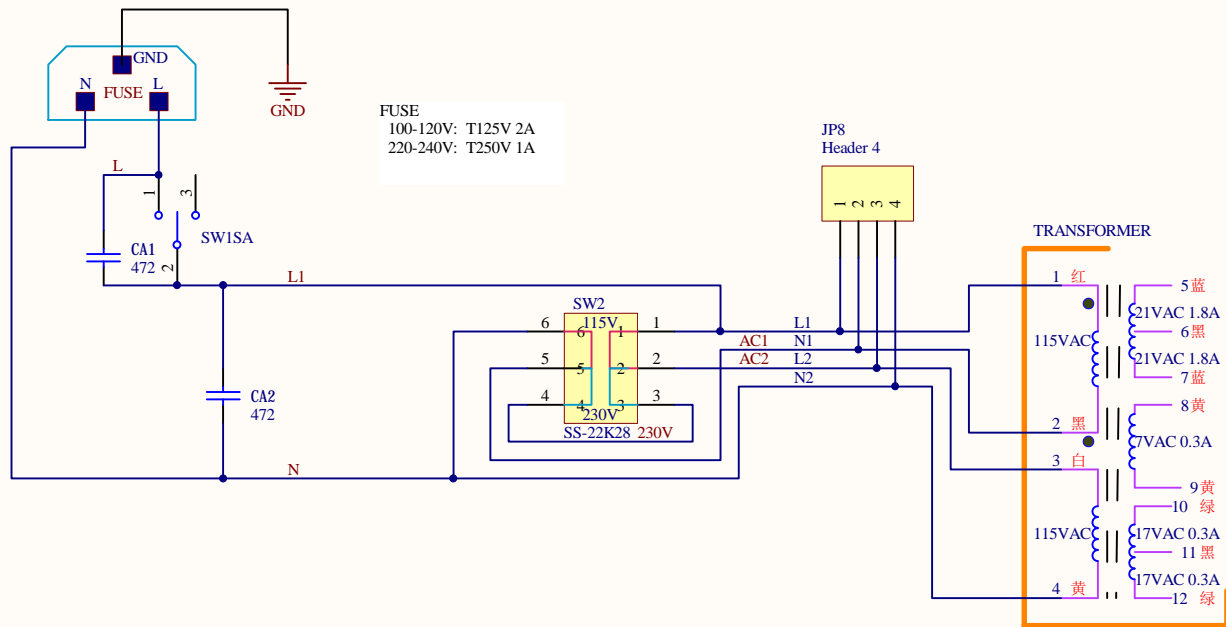 GND
N
FUSE
L
GND
FUSE
100-120V: T125V 2A
220-240V: T250V 1A
JP8
Header 4
1
2
3
4
L
1
3
SW1SA
2
CA1
472
L1
CA2
472
N
SW2
115V
6
6
1
1
5
5
2
2
4
4
3
3
230V
SS-22K28
230V
L1
AC1
N1
AC2
L2
N2
TRANSFORMER
1
红
5
蓝
21VAC 1.8A
6
黑
115VAC
21VAC 1.8A
7
蓝
8
黄
2
黑
7VAC 0.3A
3
白
9
黄
10
绿
115VAC
17VAC 0.3A
11
黑
17VAC 0.3A
4
黄
12
绿